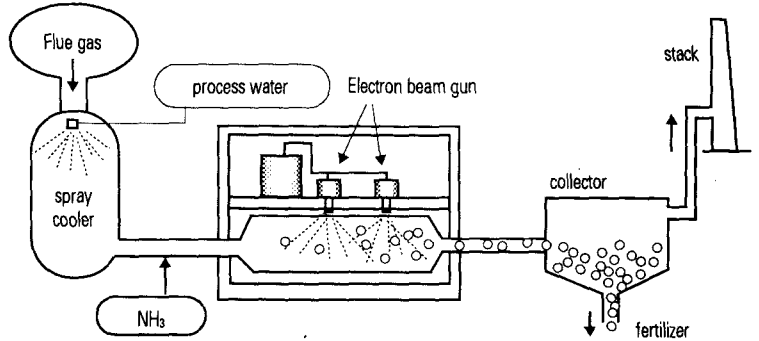 Flue gas
process water
Electron beam gun
stack
spray
cooler
collector
NH₃
fertilizer